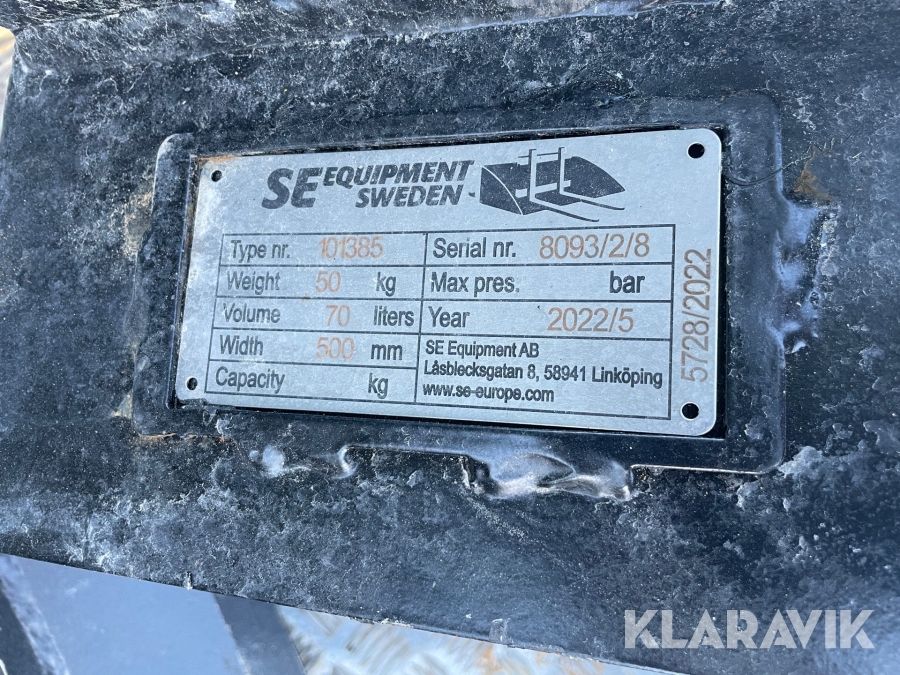 SE EQUIPMENT
SWEDEN
Type nr. 101385 Serial nr. 8093/2/8
Weight 50 kg Max pres. bar
Volume 70 liters Year 2022/5
Width 500 mm SE Equipment AB
Låsblecksgatan 8, 58941 Linköping
Capacity kg www.se-europe.com
5728/2022
KLARAVIK